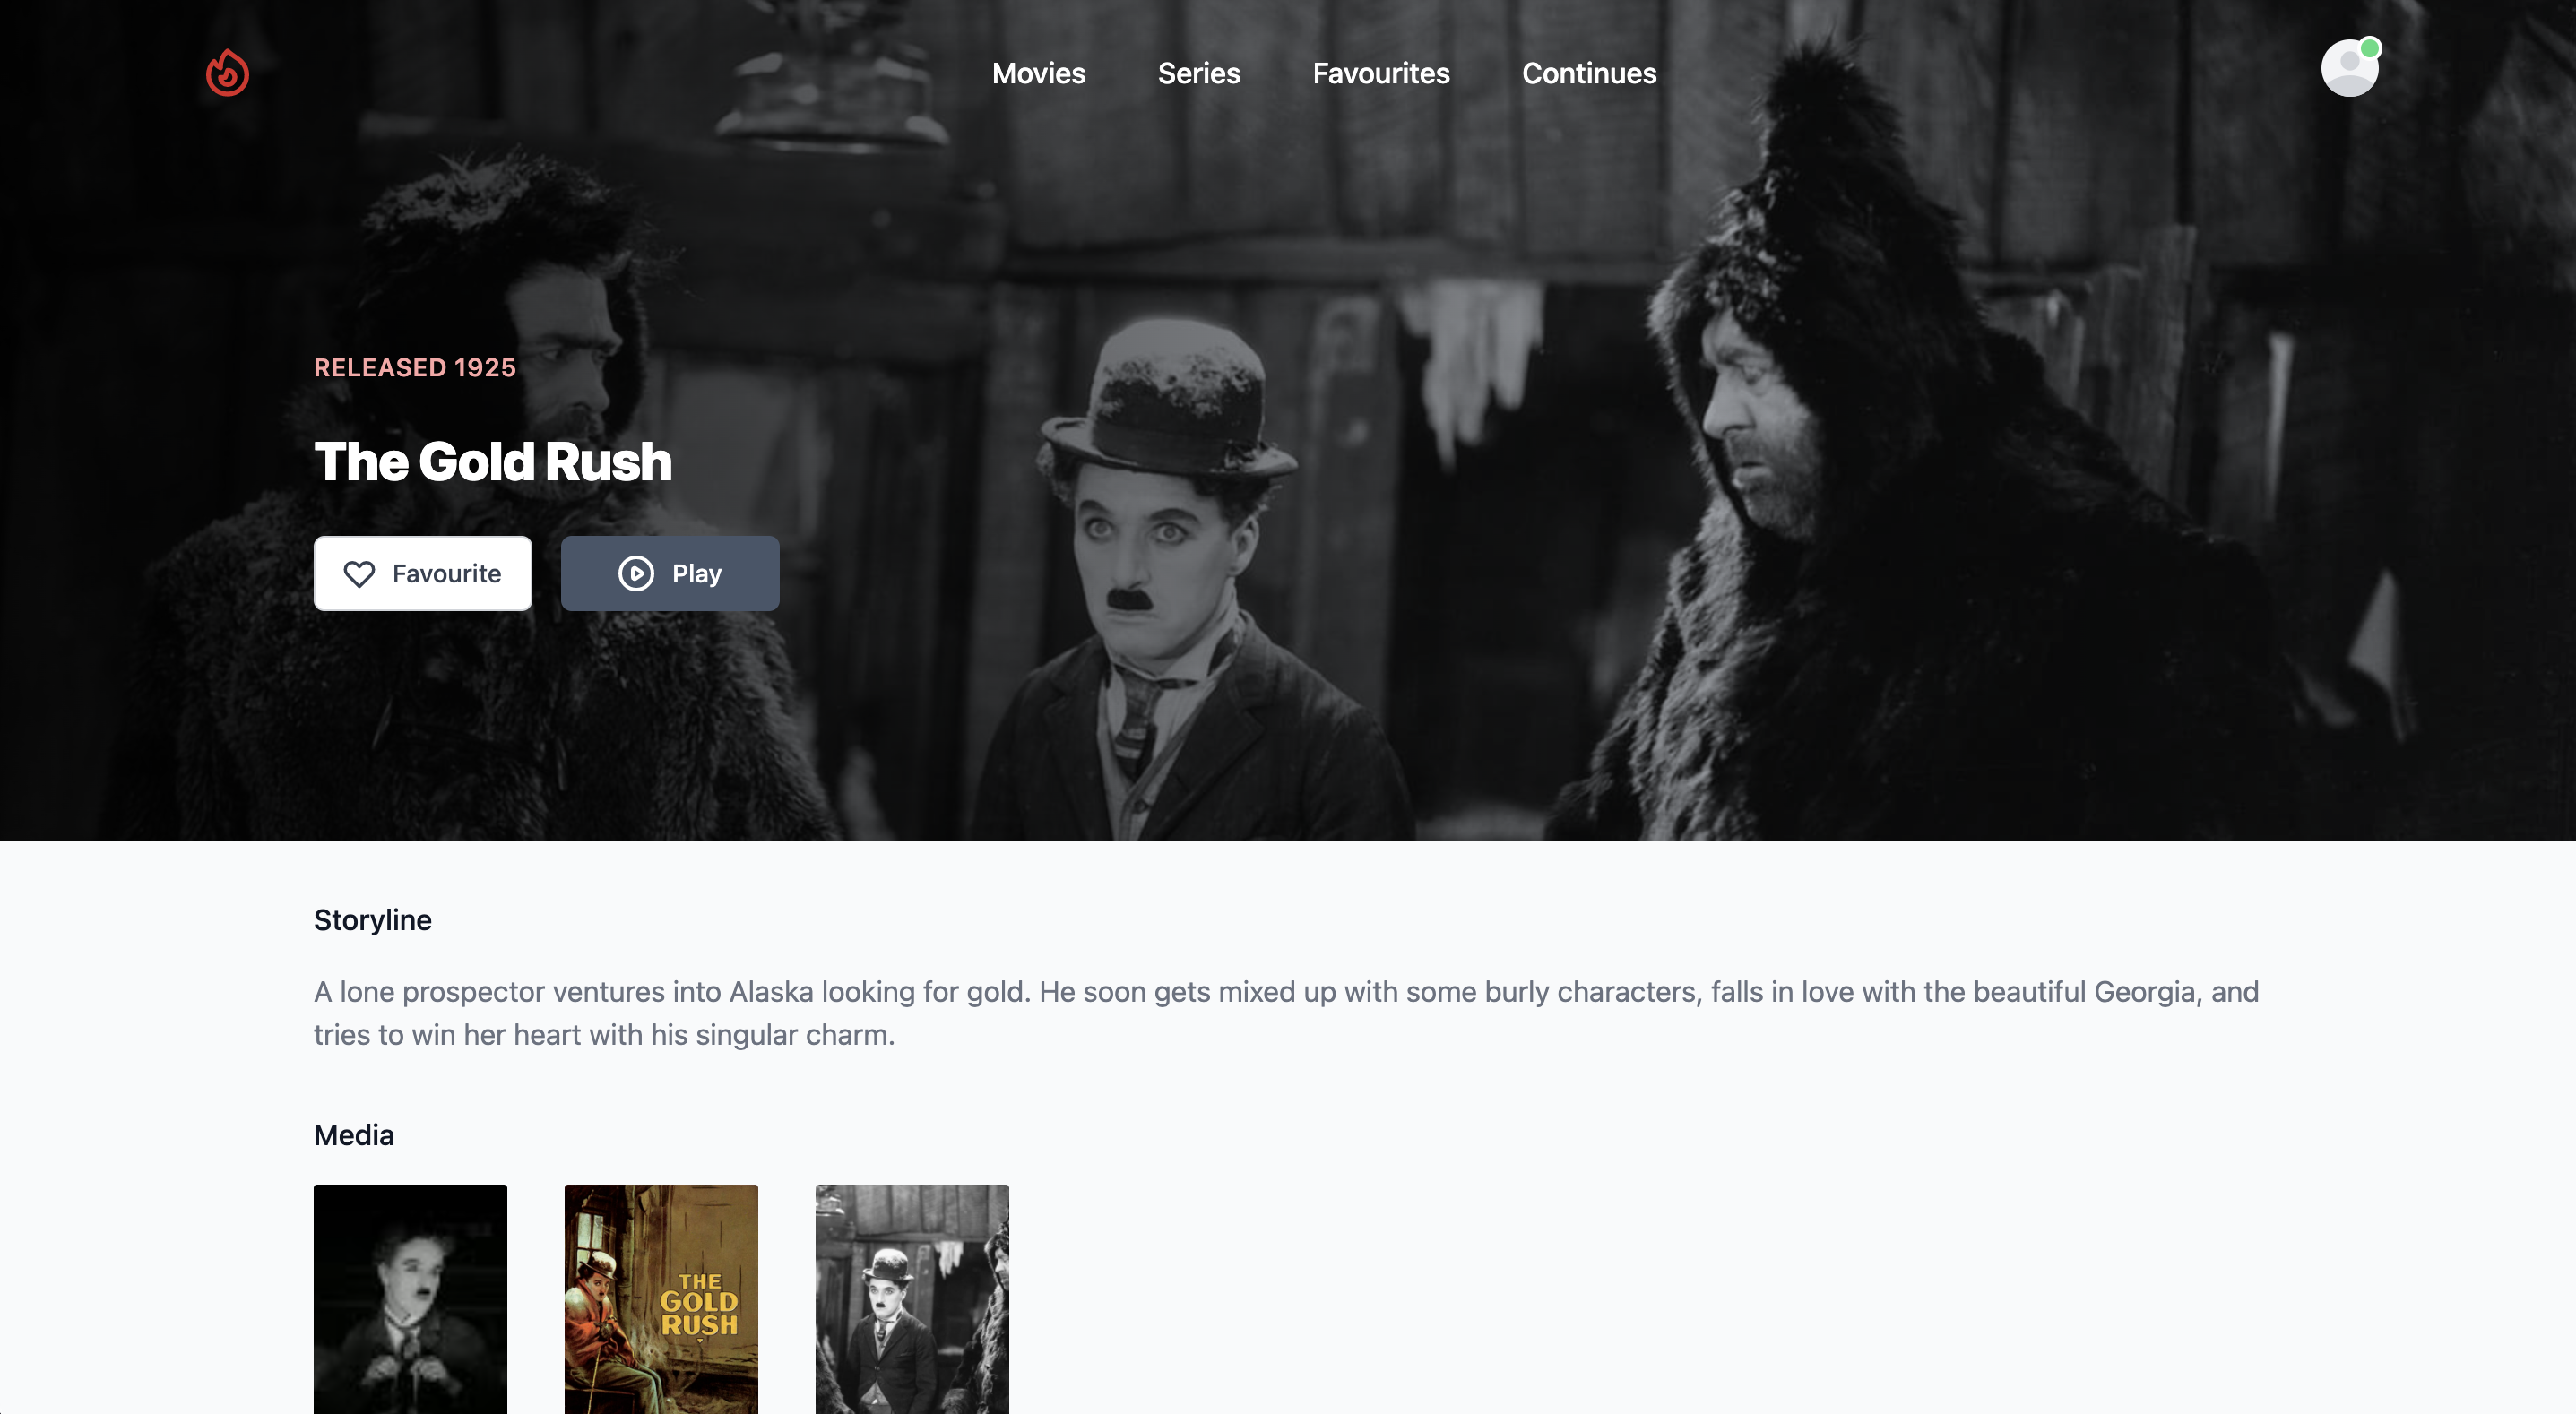 Movies
Series
Favourites
Continues
RELEASED 1925
The Gold Rush
Favourite
Play
Storyline
A lone prospector ventures into Alaska looking for gold. He soon gets mixed up with some burly characters, falls in love with the beautiful Georgia, and
tries to win her heart with his singular charm.
Media
THE
GOLD
RUSH